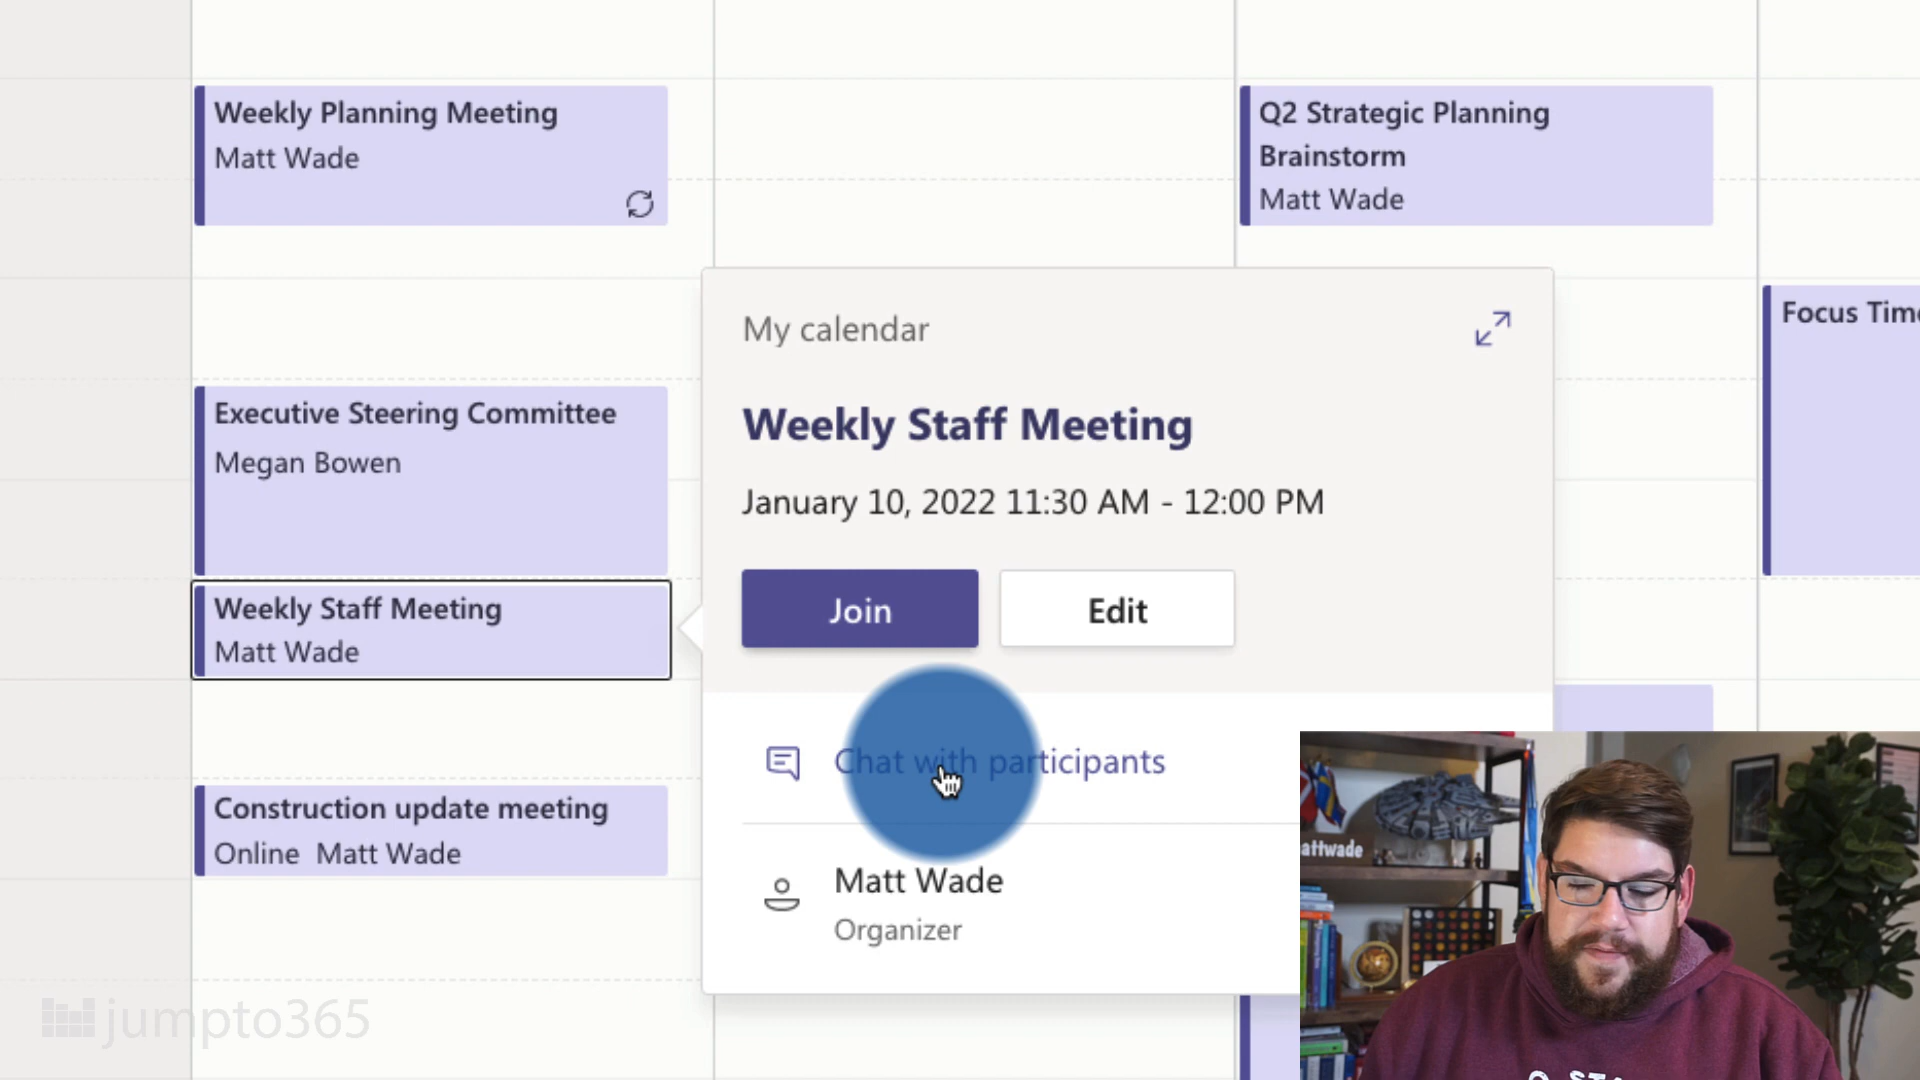 Weekly Planning Meeting
Matt Wade
Q2 Strategic Planning
Brainstorm
Matt Wade
Focus Time
Executive Steering Committee
Megan Bowen
Weekly Staff Meeting
Matt Wade
Construction update meeting
Online Matt Wade
My calendar
Weekly Staff Meeting
January 10, 2022 11:30 AM - 12:00 PM
Join
Edit
Chat with participants
Matt Wade
Organizer
attwade
jumpto365